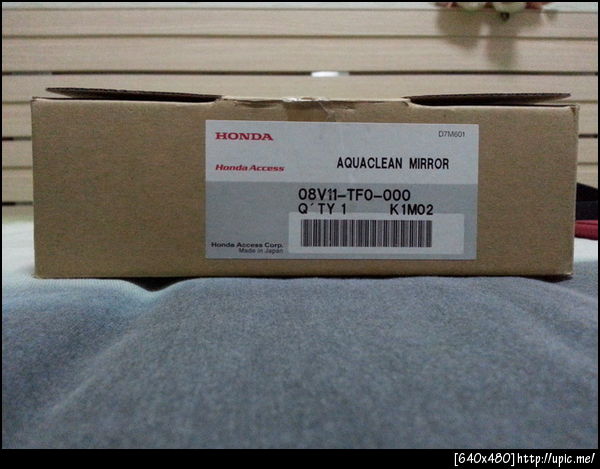 HONDA
D7M601
Honda Access
AQUACLEAN MIRROR
08V11-TF0-000
Q'TY 1 K1M02
Honda Access Corp.
Made in Japan
[640x480]http://upic.me/